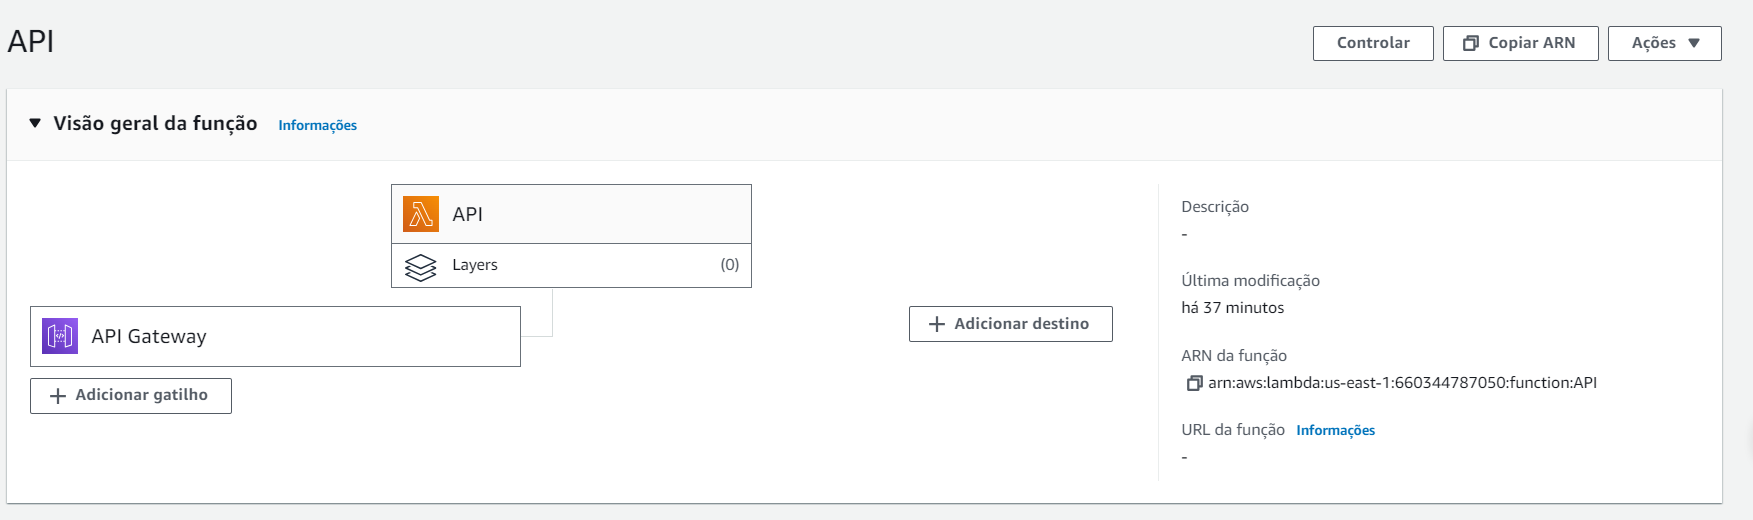 API
Controlar
Copiar ARN
Ações
Visão geral da função Informações
API
Layers (0)
API Gateway
Adicionar gatilho
Adicionar destino
Descrição
-
Última modificação
há 37 minutos
ARN da função
arn:aws:lambda:us-east-1:660344787050:function:API
URL da função Informações
-